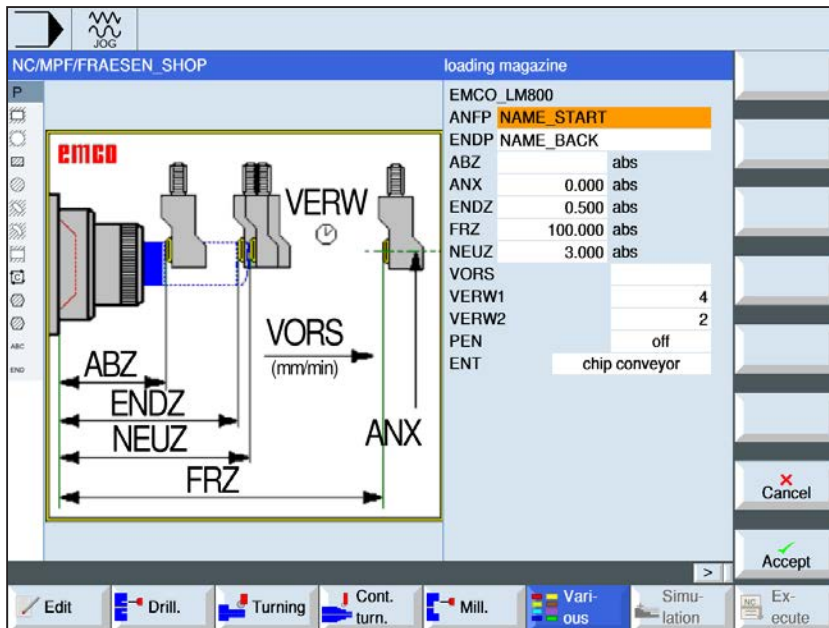 JOG
NC/MPF/FRAESEN_SHOP
loading magazine
P
EMCO_LM800
ANFP NAME_START
ENDP NAME_BACK
ABZ abs
ANX 0.000 abs
ENDZ 0.500 abs
FRZ 100.000 abs
NEUZ 3.000 abs
VORS
VERW1 4
VERW2 2
PEN off
ENT chip conveyor
emco
VERW
VORS
(mm/min)
ABZ
ENDZ
NEUZ
ANX
FRZ
C
ABC
END
Cancel
Accept
>
Edit
Drill.
Turning
Cont.
turn.
Mill.
Vari-
ous
Simu-
lation
NC
Ex-
ecute